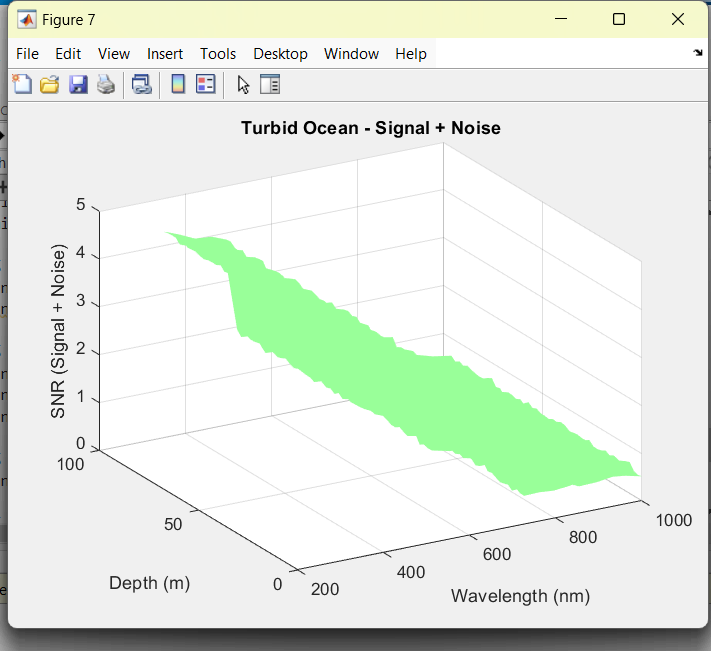 Figure 7
File Edit View Insert Tools Desktop Window Help
Turbid Ocean - Signal + Noise
SNR (Signal + Noise)
5
4
3
2
1
0
100
50
0
Depth (m)
200
400
600
800
1000
Wavelength (nm)